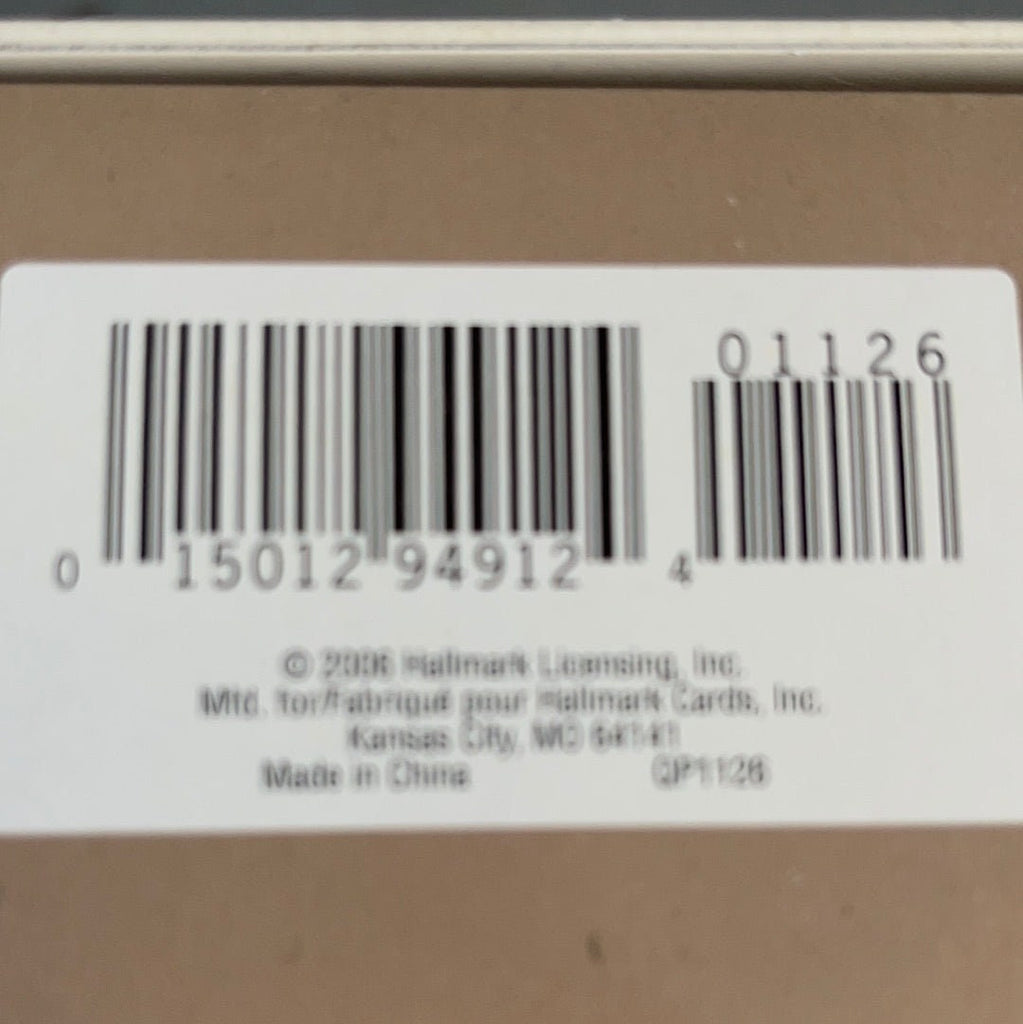 01126
0 15012 94912 4
© 2006 Hallmark Licensing, Inc.
Mfd. for/Fabriqué pour Hallmark Cards, Inc.
Kansas City, MO 64141
Made in China QP1126